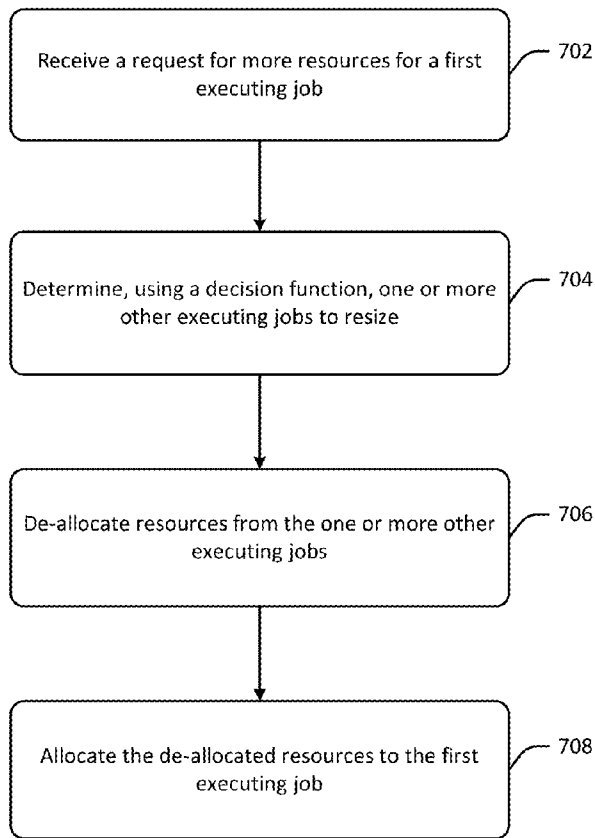 Receive a request for more resources for a first
executing job
702
Determine, using a decision function, one or more
other executing jobs to resize
704
De-allocate resources from the one or more other
executing jobs
706
Allocate the de-allocated resources to the first
executing job
708